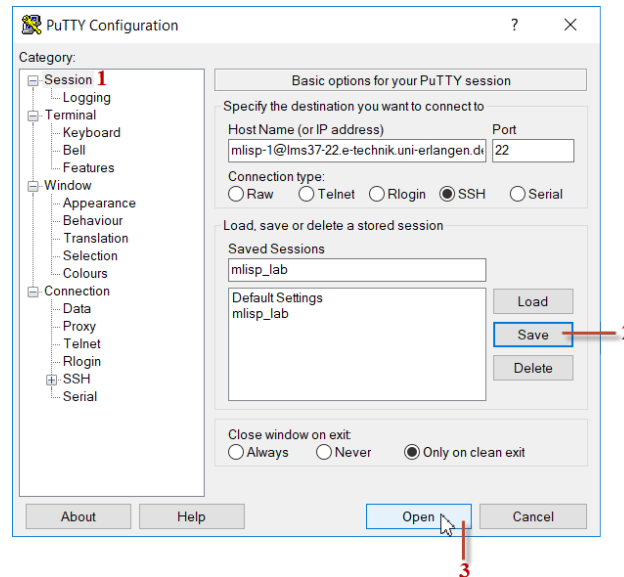 PuTTY Configuration
?
Category:
Session 1
Logging
Terminal
Keyboard
Bell
Features
Window
Appearance
Behaviour
Translation
Selection
Colours
Connection
Data
Proxy
Telnet
Rlogin
SSH
Serial
Basic options for your PuTTY session
Specify the destination you want to connect to
Host Name (or IP address) Port
mlisp-1@lms37-22.e-technik.uni-erlangen.de 22
Connection type:
Raw Telnet Rlogin SSH Serial
Load, save or delete a stored session
Saved Sessions
mlisp_lab
Default Settings
mlisp_lab
Load
Save 2
Delete
Close window on exit:
Always Never Only on clean exit
About Help Open Cancel
3